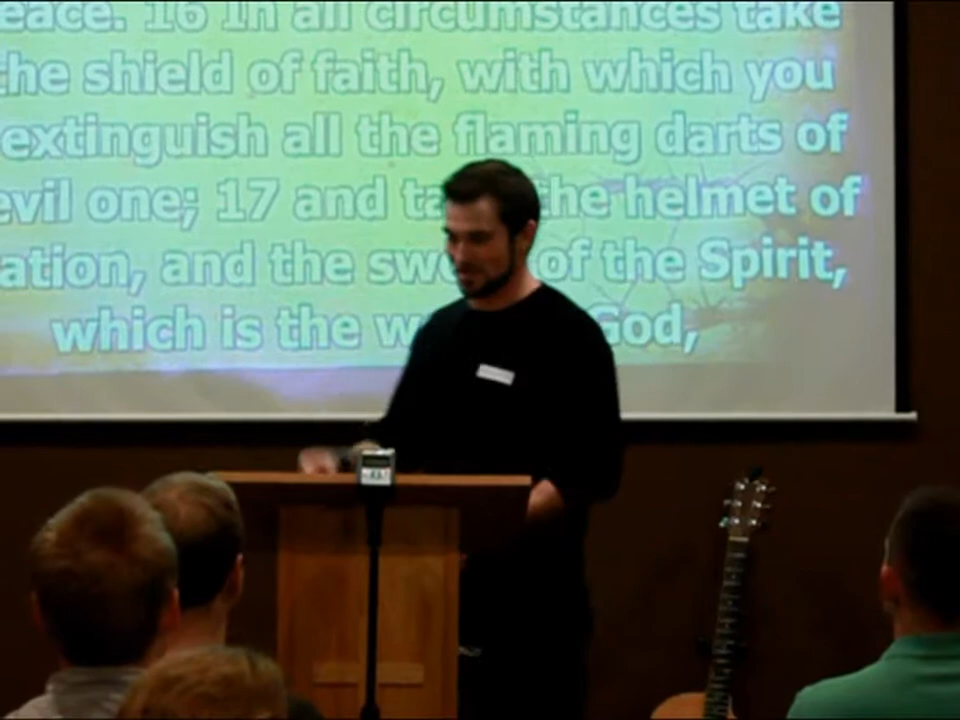 eace. 16 In all circumstances take
the shield of faith, with which you
extinguish all the flaming darts of
evil one; 17 and ta the helmet of
ation, and the swo of the Spirit,
which is the w God,